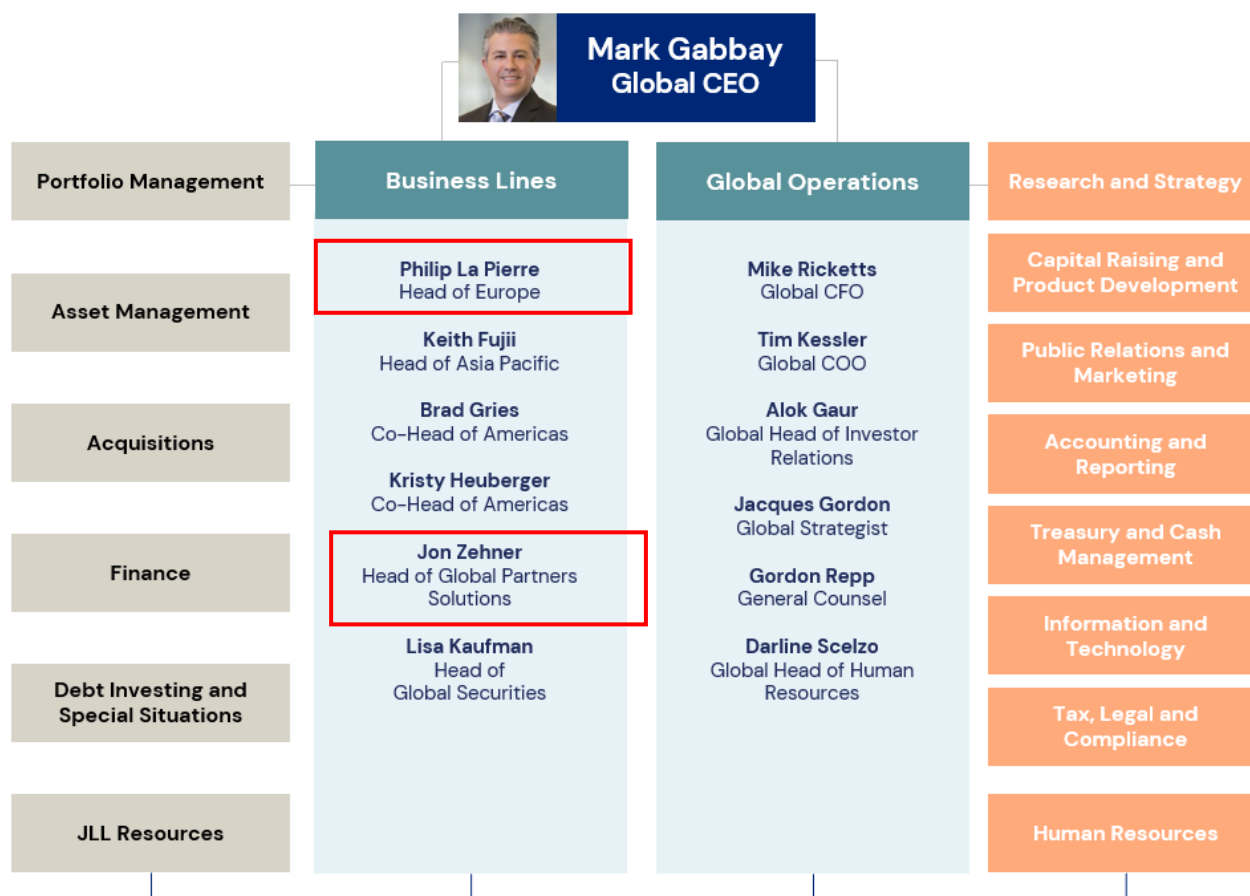 Mark Gabbay
Global CEO
Portfolio Management
Asset Management
Acquisitions
Finance
Debt Investing and
Special Situations
JLL Resources
Business Lines
Philip La Pierre
Head of Europe
Keith Fujii
Head of Asia Pacific
Brad Gries
Co-Head of Americas
Kristy Heuberger
Co-Head of Americas
Jon Zehner
Head of Global Partners
Solutions
Lisa Kaufman
Head of
Global Securities
Global Operations
Mike Ricketts
Global CFO
Tim Kessler
Global COO
Alok Gaur
Global Head of Investor
Relations
Jacques Gordon
Global Strategist
Gordon Repp
General Counsel
Darline Scelzo
Global Head of Human
Resources
Research and Strategy
Capital Raising and
Product Development
Public Relations and
Marketing
Accounting and
Reporting
Treasury and Cash
Management
Information and
Technology
Tax, Legal and
Compliance
Human Resources